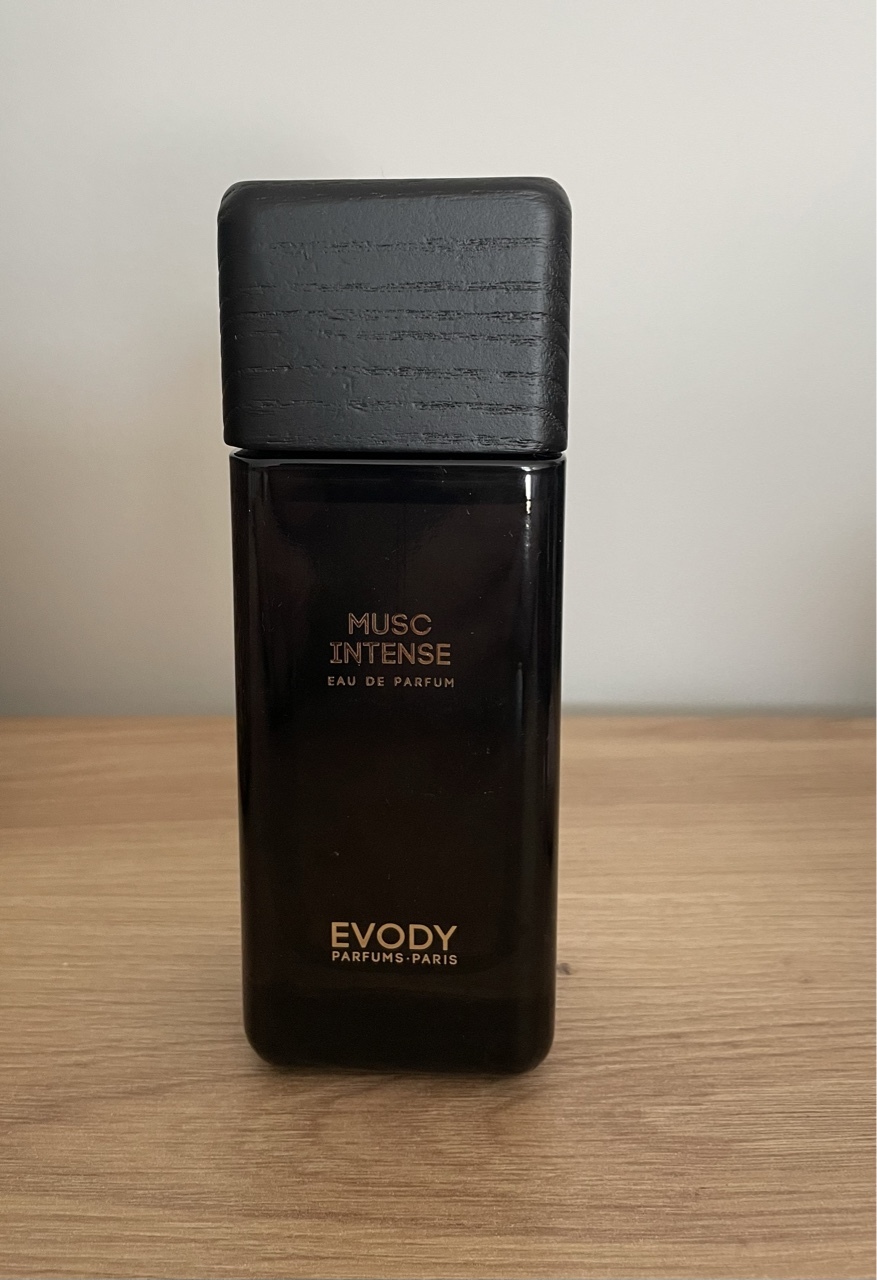 MUSC
INTENSE
EAU DE PARFUM
EVODY
PARFUMS·PARIS